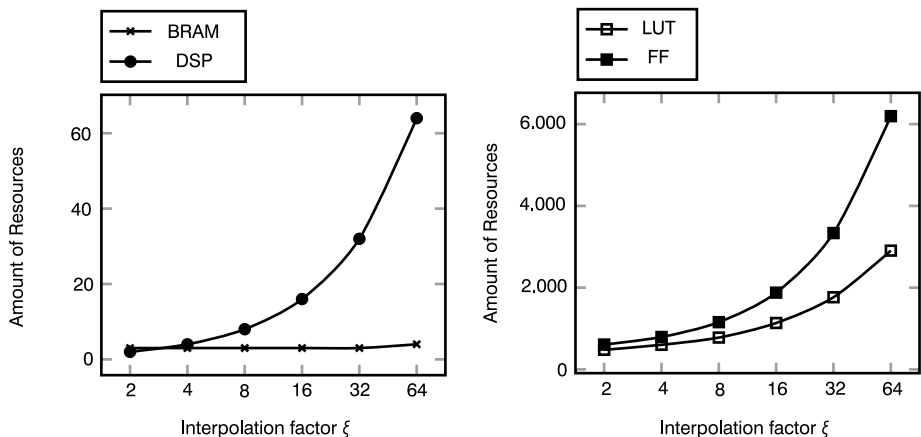 BRAM
DSP
Amount of Resources
60
40
20
0
2 4 8 16 32 64
Interpolation factor ξ
LUT
FF
Amount of Resources
6.000
4.000
2.000
0
2 4 8 16 32 64
Interpolation factor ξ